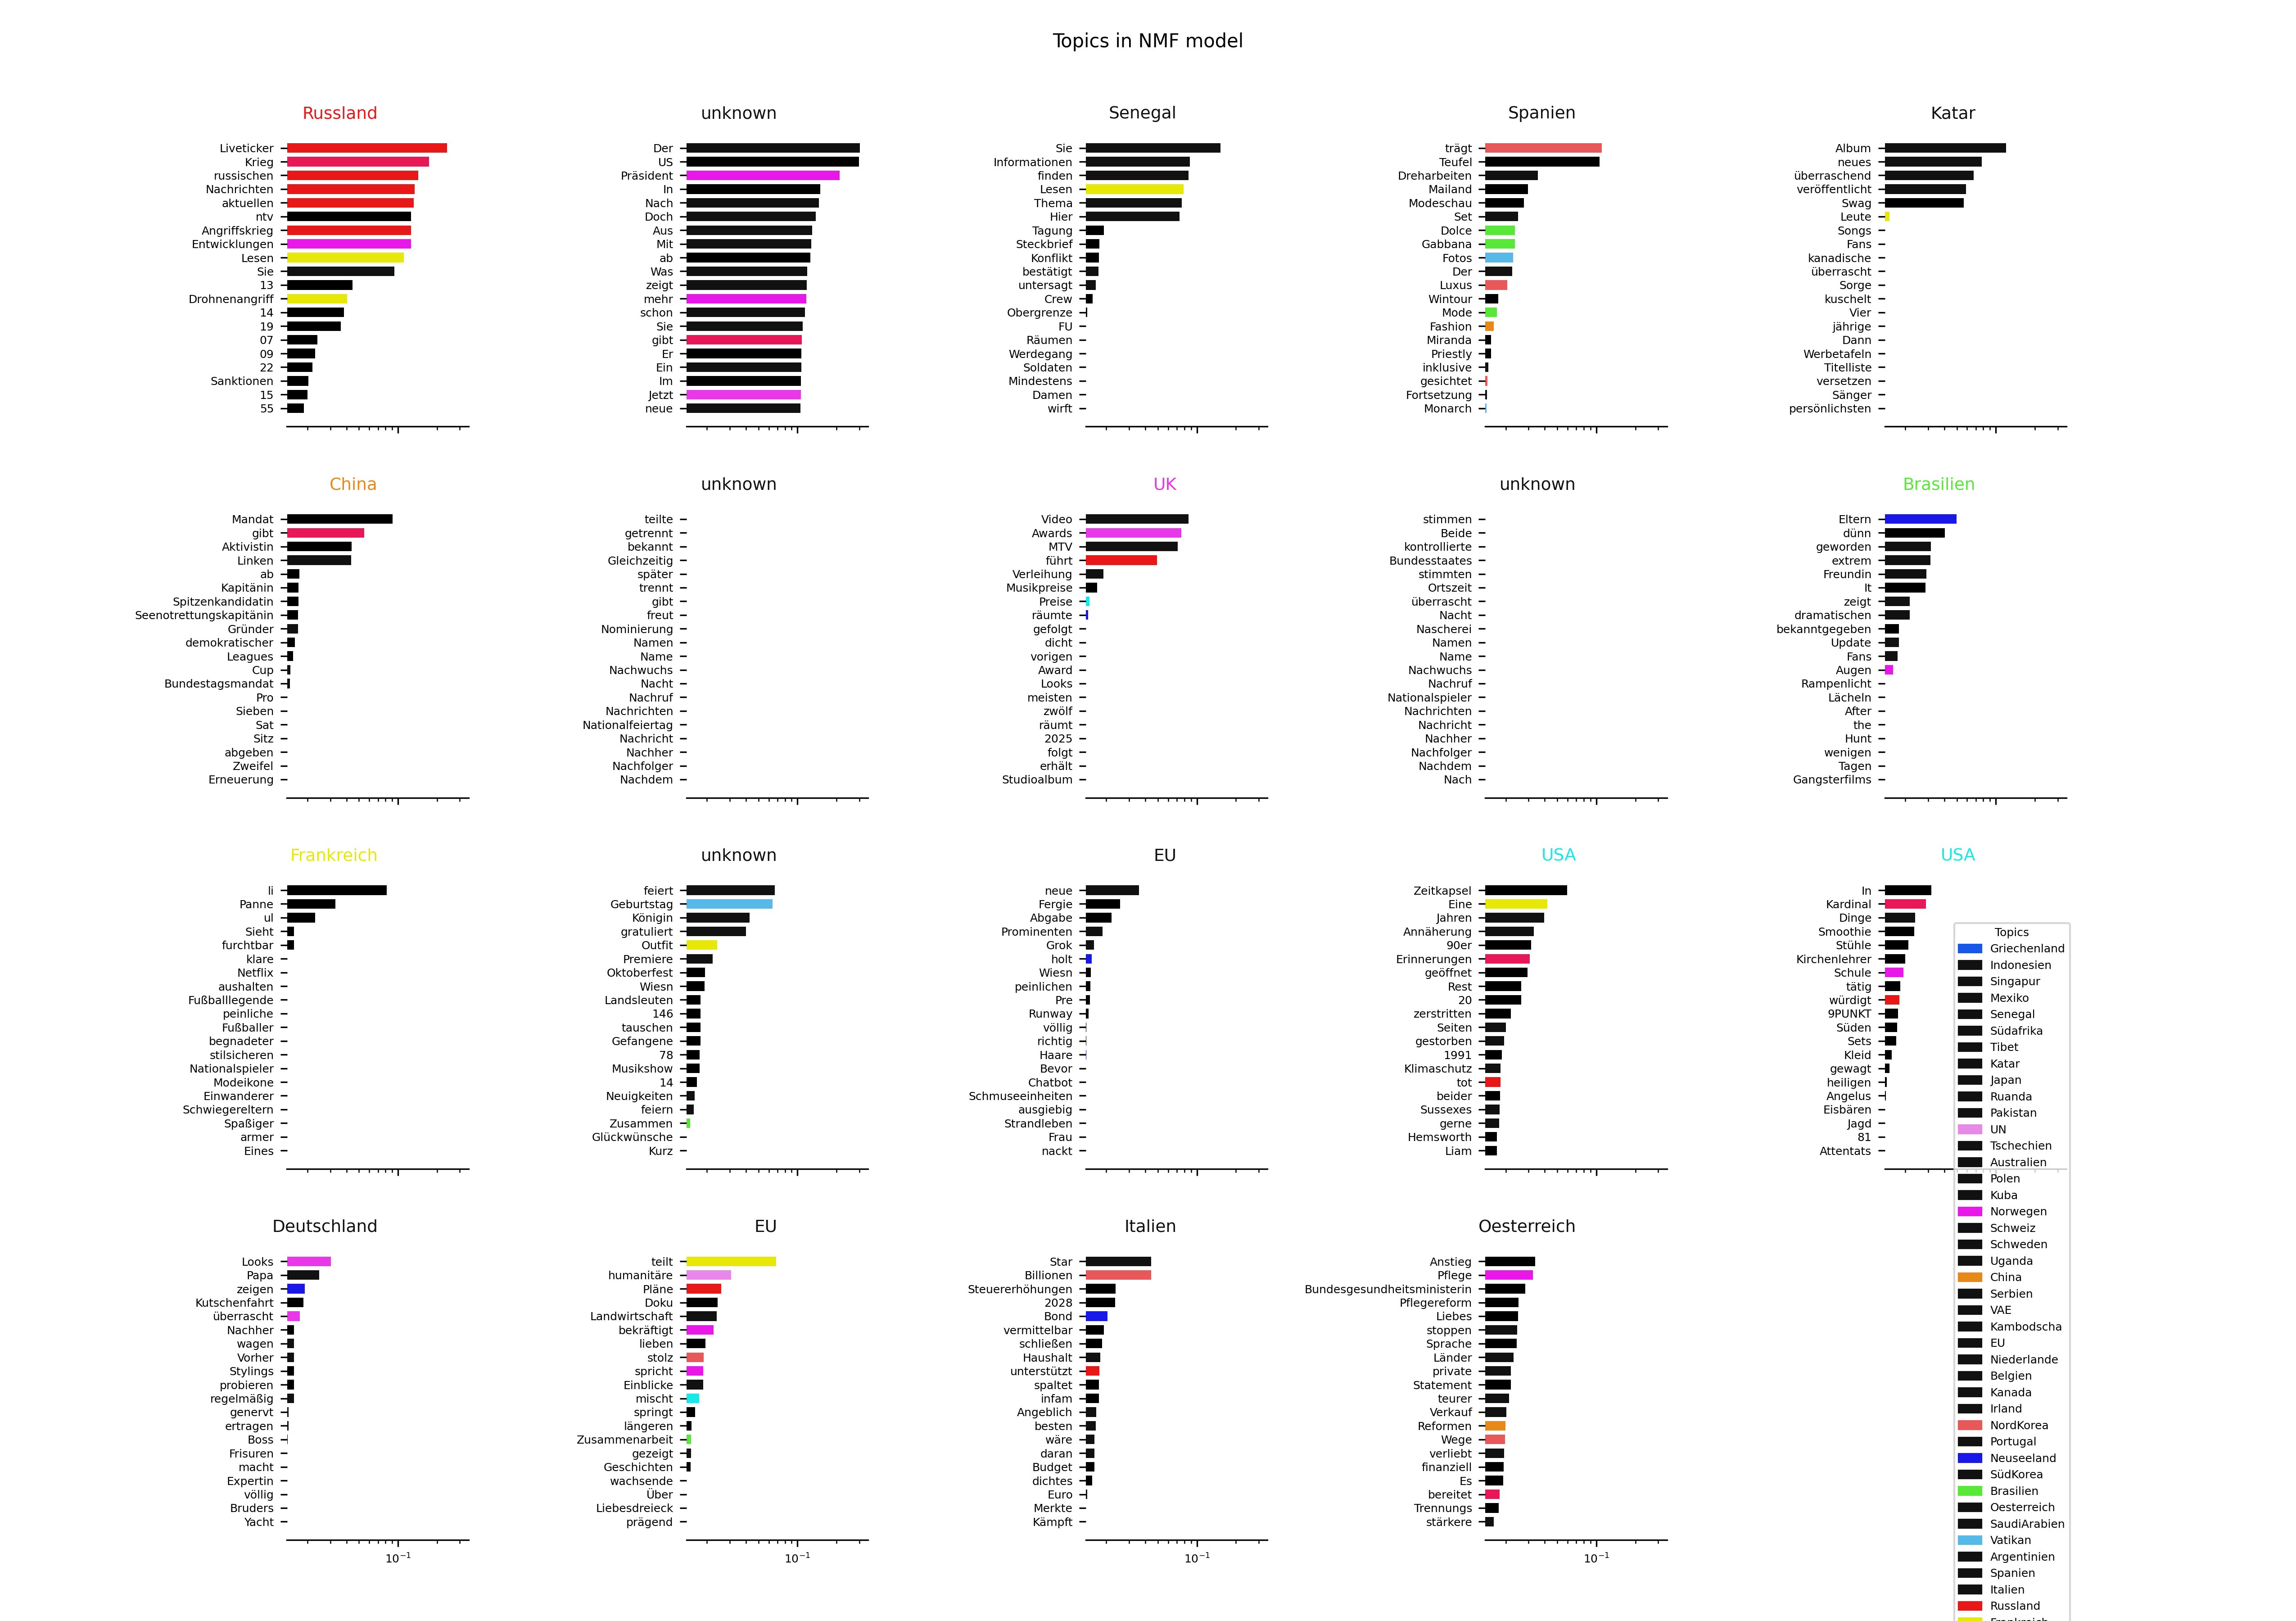 Topics in NMF model
Russland
Liveticker
Krieg
russischen
Nachrichten
aktuellen
ntv
Angriffskrieg
Entwicklungen
Lesen
Sie
13
Drohnenangriff
14
19
07
09
22
Sanktionen
15
55
unknown
Der
US
Präsident
In
Nach
Doch
Aus
Mit
ab
Was
zeigt
mehr
schon
Sie
gibt
Er
Ein
Im
Jetzt
neue
Senegal
Sie
Informationen
finden
Lesen
Thema
Hier
Tagung
Steckbrief
Konflikt
bestätigt
untersagt
Crew
Obergrenze
FU
Räumen
Werdegang
Soldaten
Mindestens
Damen
wirft
Spanien
trägt
Teufel
Dreharbeiten
Mailand
Modeschau
Set
Dolce
Gabbana
Fotos
Der
Luxus
Wintour
Mode
Fashion
Miranda
Priestly
inklusive
gesichtet
Fortsetzung
Monarch
Katar
Album
neues
überraschend
veröffentlicht
Swag
Leute
Songs
Fans
kanadische
überrascht
Sorge
kuschelt
Vier
jährige
Dann
Werbetafeln
Titelliste
versetzen
Sänger
persönlichsten
China
Mandat
gibt
Aktivistin
Linken
ab
Kapitänin
Spitzenkandidatin
Seenotrettungskapitänin
Gründer
demokratischer
Leagues
Cup
Bundestagsmandat
Pro
Sieben
Sat
Sitz
abgeben
Zweifel
Erneuerung
unknown
teilte
getrennt
bekannt
Gleichzeitig
später
trennt
gibt
freut
Nominierung
Namen
Name
Nachwuchs
Nacht
Nachruf
Nachrichten
Nationalfeiertag
Nachricht
Nachher
Nachfolger
Nachdem
UK
Video
Awards
MTV
führt
Verleihung
Musikpreise
Preise
räumte
gefolgt
dicht
vorigen
Award
Looks
meisten
zwölf
räumt
2025
folgt
erhält
Studioalbum
unknown
stimmen
Beide
kontrollierte
Bundesstaates
stimmten
Ortszeit
überrascht
Nacht
Nascherei
Namen
Name
Nachwuchs
Nachruf
Nationalspieler
Nachrichten
Nachricht
Nachher
Nachfolger
Nachdem
Nach
Brasilien
Eltern
dünn
geworden
extrem
Freundin
It
zeigt
dramatischen
bekanntgegeben
Update
Fans
Augen
Rampenlicht
Lächeln
After
the
Hunt
wenigen
Tagen
Gangsterfilms
Frankreich
li
Panne
ul
Sieht
furchtbar
klare
Netflix
aushalten
Fußballlegende
peinliche
Fußballer
begnadeter
stilsicheren
Nationalspieler
Modeikone
Einwanderer
Schwiegereltern
Spaßiger
armer
Eines
unknown
feiert
Geburtstag
Königin
gratuliert
Outfit
Premiere
Oktoberfest
Wiesn
Landsleuten
146
tauschen
Gefangene
78
Musikshow
14
Neuigkeiten
feiern
Zusammen
Glückwünsche
Kurz
EU
neue
Fergie
Abgabe
Prominenten
Grok
holt
Wiesn
peinlichen
Pre
Runway
völlig
richtig
Haare
Bevor
Chatbot
Schmuseeinheiten
ausgiebig
Strandleben
Frau
nackt
USA
Zeitkapsel
Eine
Jahren
Annäherung
90er
Erinnerungen
geöffnet
Rest
20
zerstritten
Seiten
gestorben
1991
Klimaschutz
tot
beider
Sussexes
gerne
Hemsworth
Liam
USA
In
Kardinal
Dinge
Smoothie
Stühle
Kirchenlehrer
Schule
tätig
würdigt
9PUNKT
Süden
Sets
Kleid
gewagt
heiligen
Angelus
Eisbären
Jagd
81
Attentats
Deutschland
Looks
Papa
zeigen
Kutschenfahrt
überrascht
Nachher
wagen
Vorher
Stylings
probieren
regelmäßig
genervt
ertragen
Boss
Frisuren
macht
Expertin
völlig
Bruders
Yacht
10⁻¹
EU
teilt
humanitäre
Pläne
Doku
Landwirtschaft
bekräftigt
lieben
stolz
spricht
Einblicke
mischt
springt
längeren
Zusammenarbeit
gezeigt
Geschichten
wachsende
Über
Liebesdreieck
prägend
10⁻¹
Italien
Star
Billionen
Steuererhöhungen
2028
Bond
vermittelbar
schließen
Haushalt
unterstützt
spaltet
infam
Angeblich
besten
wäre
daran
Budget
dichtes
Euro
Merkte
Kämpft
10⁻¹
Oesterreich
Anstieg
Pflege
Bundesgesundheitsministerin
Pflegereform
Liebes
stoppen
Sprache
Länder
private
Statement
teurer
Verkauf
Reformen
Wege
verliebt
finanziell
Es
bereitet
Trennungs
stärkere
10⁻¹
Topics
Griechenland
Indonesien
Singapur
Mexiko
Senegal
Südafrika
Tibet
Katar
Japan
Ruanda
Pakistan
UN
Tschechien
Australien
Polen
Kuba
Norwegen
Schweiz
Schweden
Uganda
China
Serbien
VAE
Kambodscha
EU
Niederlande
Belgien
Kanada
Irland
NordKorea
Portugal
Neuseeland
SüdKorea
Brasilien
Oesterreich
SaudiArabien
Vatikan
Argentinien
Spanien
Italien
Russland